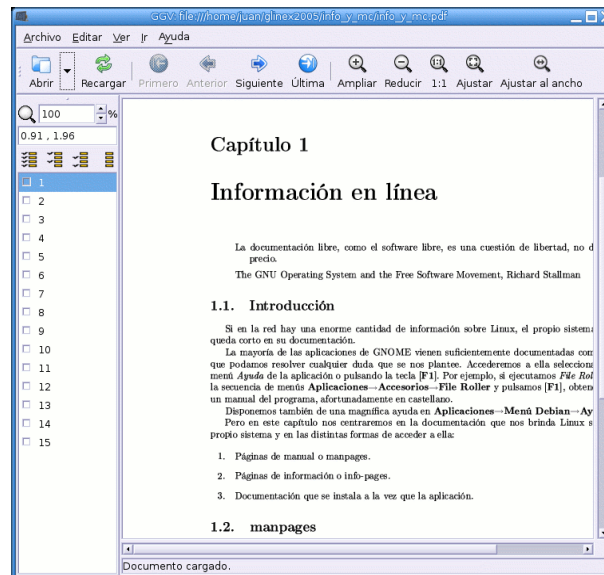 GGV: file:///home/juan/glinex2005/info_y_mc/info_y_mc.pdf
Archivo Editar Ver Ir Ayuda
Abrir Recargar Primero Anterior Siguiente Última Ampliar Reducir 1:1 Ajustar Ajustar al ancho
100 %
0.91 , 1.96
1
2
3
4
5
6
7
8
9
10
11
12
13
14
15
Capítulo 1
Información en línea
La documentación libre, como el software libre, es una cuestión de libertad, no d
precio.
The GNU Operating System and the Free Software Movement, Richard Stallman
1.1. Introducción
Si en la red hay una enorme cantidad de información sobre Linux, el propio sistema
queda corto en su documentación.
La mayoría de las aplicaciones de GNOME vienen suficientemente documentadas com
que podamos resolver cualquier duda que se nos plantee. Accederemos a ella selecciona
menú Ayuda de la aplicación o pulsando la tecla [F1]. Por ejemplo, si ejecutamos File Rol
la secuencia de menús Aplicaciones→Accesorios→File Roller y pulsamos [F1], obten
un manual del programa, afortunadamente en castellano.
Disponemos también de una magnífica ayuda en Aplicaciones→Menú Debian→Ay
Pero en este capítulo nos centraremos en la documentación que nos brinda Linux s
propio sistema y en las distintas formas de acceder a ella:
1. Páginas de manual o manpages.
2. Páginas de información o info-pages.
3. Documentación que se instala a la vez que la aplicación.
1.2. manpages
Documento cargado.